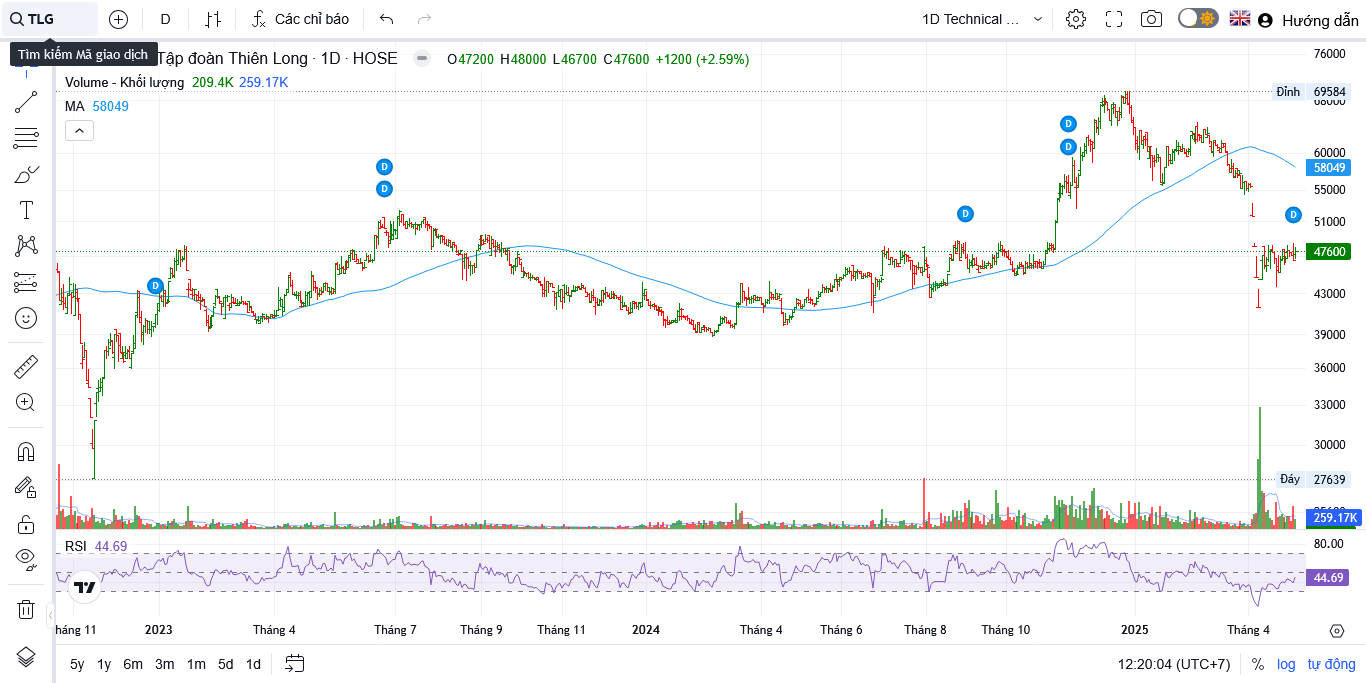 TLG
D
Các chỉ báo
1D Technical ...
Hướng dẫn
Tìm kiếm Mã giao dịch
Tập đoàn Thiên Long · 1D · HOSE
O47200 H48000 L46700 C47600 +1200 (+2.59%)
Volume - Khối lượng 209.4K 259.17K
MA 58049
76000
Đỉnh 69584
68000
D
D
60000
D
58049
D
55000
D
D
51000
47600
D
43000
39000
36000
33000
30000
Đáy 27639
259.17K
RSI 44.69
80.00
44.69
háng 11 2023 Tháng 4 Tháng 7 Tháng 9 Tháng 11 2024 Tháng 4 Tháng 6 Tháng 8 Tháng 10 2025 Tháng 4
5y 1y 6m 3m 1m 5d 1d
12:20:04 (UTC+7) % log tự động